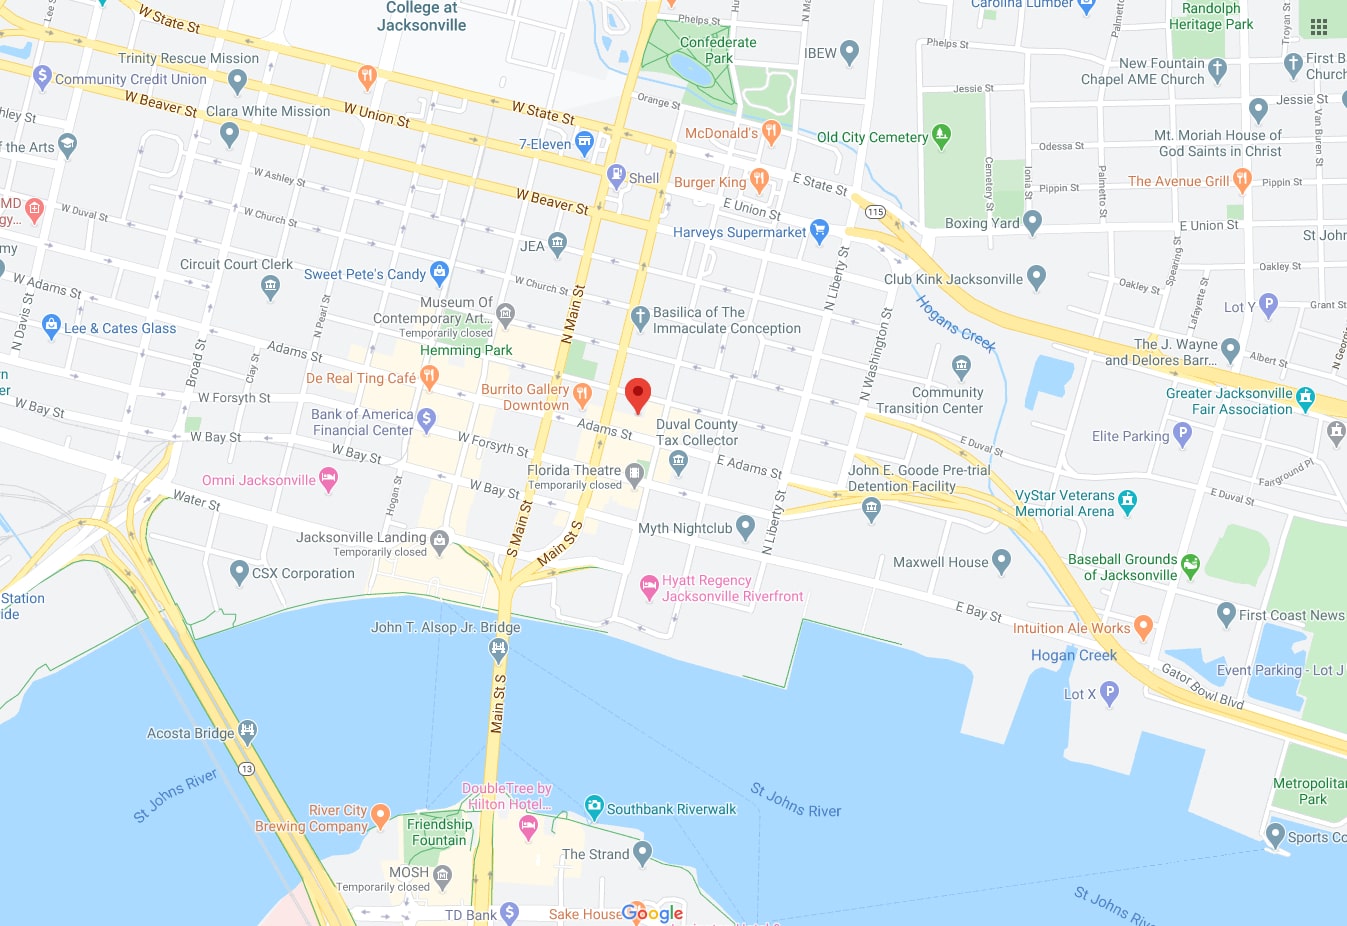 College at
Jacksonville
Phelps St
Carolina Lumber
Randolph
Heritage Park
W State St
Trinity Rescue Mission
Community Credit Union
Confederate
Park
IBEW
Phelps St
New Fountain
Chapel AME Church
First B
Church
W Beaver St
Clara White Mission
W Union St
W State St
Orange St
Jessie St
Jessie St
Van Buren St
of the Arts
7-Eleven
McDonald's
Old City Cemetery
Mt. Moriah House of
God Saints in Christ
Odessa St
W Ashley St
Shell
Burger King
E State St
Cemetery St
Ionia St
Palmetto St
Pippin St
The Avenue Grill
Pippin St
MD
gy...
W Duval St
W Church St
W Beaver St
E Union St
115
Boxing Yard
E Union St
St John
JEA
Harveys Supermarket
Circuit Court Clerk
Sweet Pete's Candy
W Church St
N Liberty St
Club Kink Jacksonville
Oakley St
Spearing St
Oakley St
W Adams St
N Davis St
N Pearl St
Museum Of
Contemporary Art...
Temporarily closed
N Main St
Basilica of The
Immaculate Conception
Hogans Creek
Lafayette St
Lot Y
Grant St
Lee & Cates Glass
Hemming Park
N Washington St
The J. Wayne
and Delores Barr...
Albert St
N Georgi
Adams St
Broad St
Clay St
De Real Ting Café
Burrito Gallery
Downtown
Community
Transition Center
Greater Jacksonville
Fair Association
W Bay St
W Forsyth St
Bank of America
Financial Center
Adams St
Duval County
Tax Collector
E Duval St
Elite Parking
W Bay St
W Forsyth St
W Bay St
Florida Theatre
Temporarily closed
E Adams St
John E. Goode Pre-trial
Detention Facility
Fairground Pl
Omni Jacksonville
Water St
Hogan St
W Bay St
S Main St
Main St S
Myth Nightclub
N Liberty St
VyStar Veterans
Memorial Arena
E Duval St
Jacksonville Landing
Temporarily closed
Maxwell House
Baseball Grounds
of Jacksonville
CSX Corporation
Hyatt Regency
Jacksonville Riverfront
E Bay St
Station
ide
John T. Alsop Jr. Bridge
Intuition Ale Works
First Coast News
Hogan Creek
Main St S
Lot X
Gator Bowl Blvd
Event Parking - Lot J
Acosta Bridge
13
St Johns River
DoubleTree by
Hilton Hotel...
St Johns River
Metropolitan
Park
River City
Brewing Company
Friendship
Fountain
Southbank Riverwalk
The Strand
Sports Co
MOSH
Temporarily closed
St Johns River
TD Bank
Sake House
Google